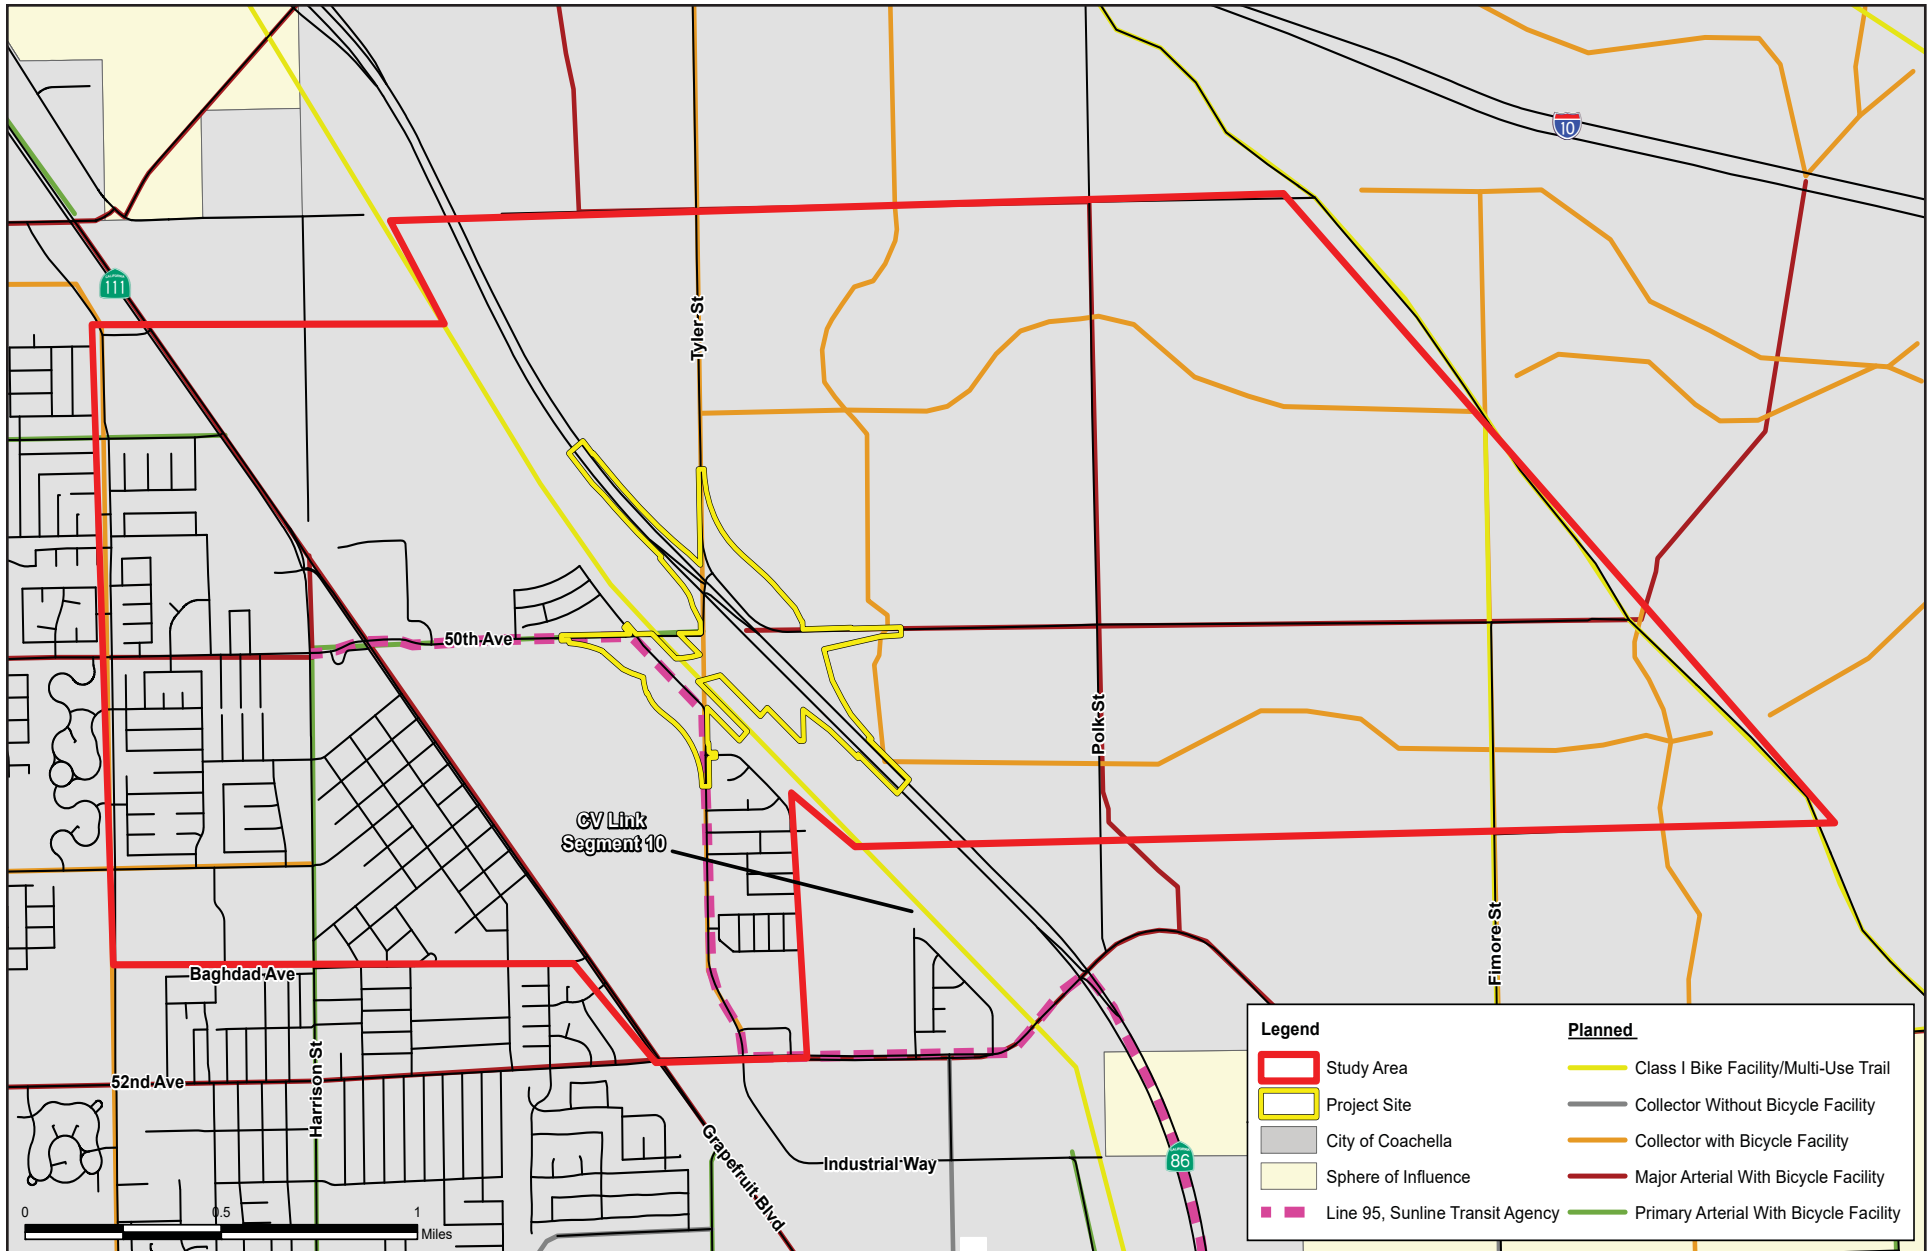 CALIFORNIA
111
10
Tyler St
50th Ave
Polk St
CV Link
Segment 10
Fimore St
Baghdad Ave
52nd Ave
Harrison St
Grapefruit Blvd
Industrial Way
CALIFORNIA
86
0 0.5 1
Miles
Legend
Study Area
Project Site
City of Coachella
Sphere of Influence
Line 95, Sunline Transit Agency
Planned
Class I Bike Facility/Multi-Use Trail
Collector Without Bicycle Facility
Collector with Bicycle Facility
Major Arterial With Bicycle Facility
Primary Arterial With Bicycle Facility